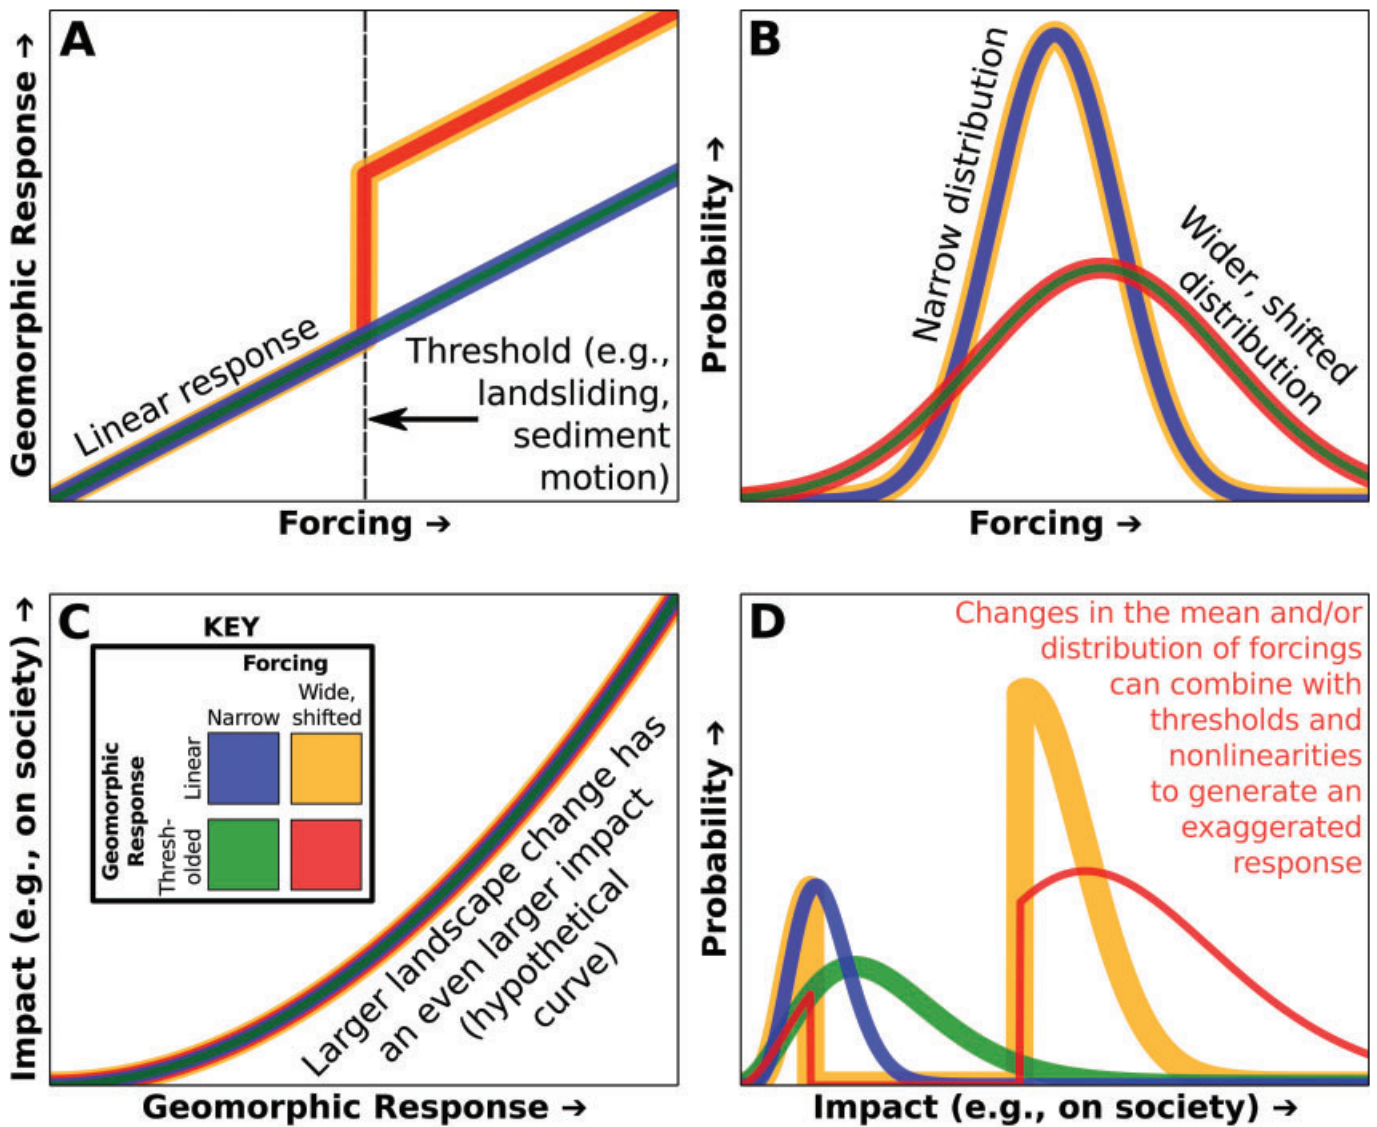 A
Geomorphic Response →
Linear response
Threshold (e.g.,
landsliding,
sediment
motion)
Forcing →
B
Probability →
Narrow distribution
Wider, shifted
distribution
Forcing →
C
Impact (e.g., on society) →
KEY
Forcing
Narrow
Wide,
shifted
Geomorphic
Response
Linear
Thresh-
olded
Larger landscape change has
an even larger impact
(hypothetical
curve)
Geomorphic Response →
D
Probability →
Changes in the mean and/or
distribution of forcings
can combine with
thresholds and
nonlinearities
to generate an
exaggerated
response
Impact (e.g., on society) →